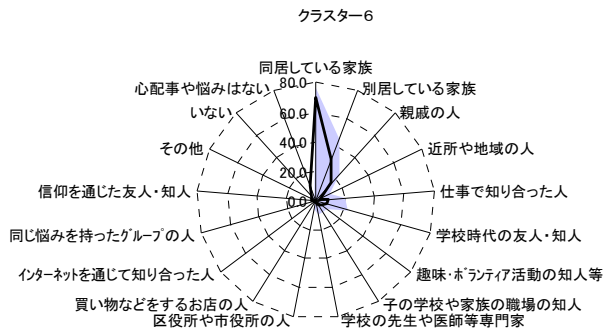 クラスター6
同居している家族
80.0
心配事や悩みはない
別居している家族
いない
60.0
親戚の人
40.0
その他
近所や地域の人
20.0
信仰を通じた友人・知人
0.0
仕事で知り合った人
同じ悩みを持ったｸﾞﾙｰﾌﾟの人
学校時代の友人・知人
ｲﾝﾀｰﾈｯﾄを通じて知り合った人
趣味・ﾎﾞﾗﾝﾃｨｱ活動の知人等
買い物などをするお店の人
子の学校や家族の職場の知人
区役所や市役所の人
学校の先生や医師等専門家